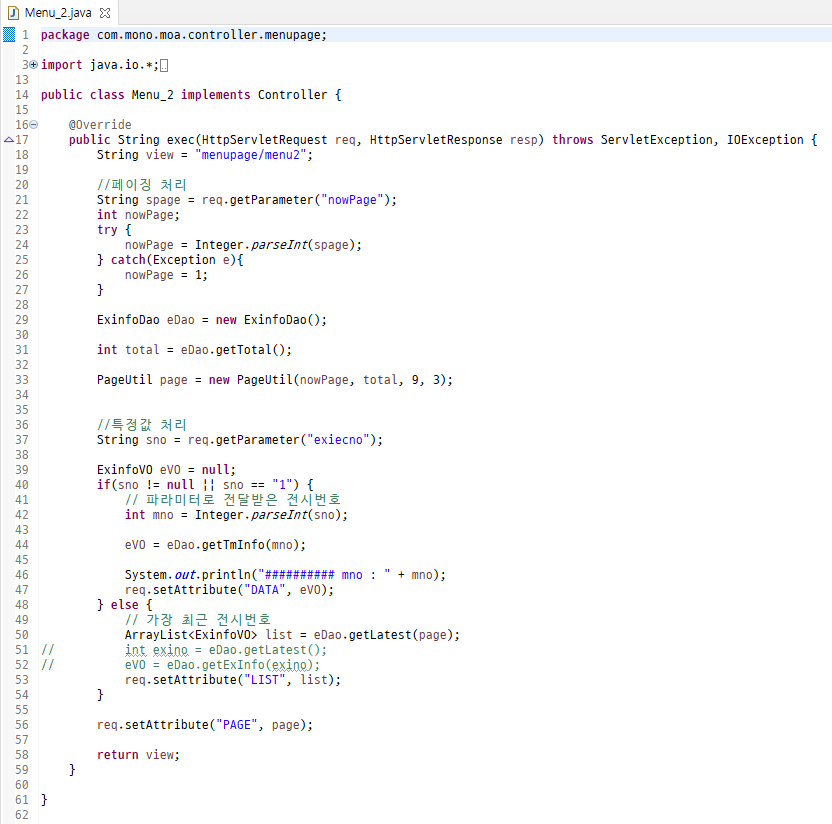 Menu_2.java
1 package com.mono.moa.controller.menupage;
2
3 import java.io.*;
13
14 public class Menu_2 implements Controller {
15
16     @Override
17     public String exec(HttpServletRequest req, HttpServletResponse resp) throws ServletException, IOException {
18         String view = "menupage/menu2";
19
20         //페이징 처리
21         String spage = req.getParameter("nowPage");
22         int nowPage;
23         try {
24             nowPage = Integer.parseInt(spage);
25         } catch(Exception e){
26             nowPage = 1;
27         }
28
29         ExinfoDao eDao = new ExinfoDao();
30
31         int total = eDao.getTotal();
32
33         PageUtil page = new PageUtil(nowPage, total, 9, 3);
34
35
36         //특정값 처리
37         String sno = req.getParameter("exiecno");
38
39         ExinfoVO eVO = null;
40         if(sno != null || sno == "1") {
41             // 파라미터로 전달받은 전시번호
42             int mno = Integer.parseInt(sno);
43
44             eVO = eDao.getTmInfo(mno);
45
46             System.out.println("########## mno : " + mno);
47             req.setAttribute("DATA", eVO);
48         } else {
49             // 가장 최근 전시번호
50             ArrayList<ExinfoVO> list = eDao.getLatest(page);
51 //          int exino = eDao.getLatest();
52 //          eVO = eDao.getExInfo(exino);
53             req.setAttribute("LIST", list);
54         }
55
56         req.setAttribute("PAGE", page);
57
58         return view;
59     }
60
61 }
62